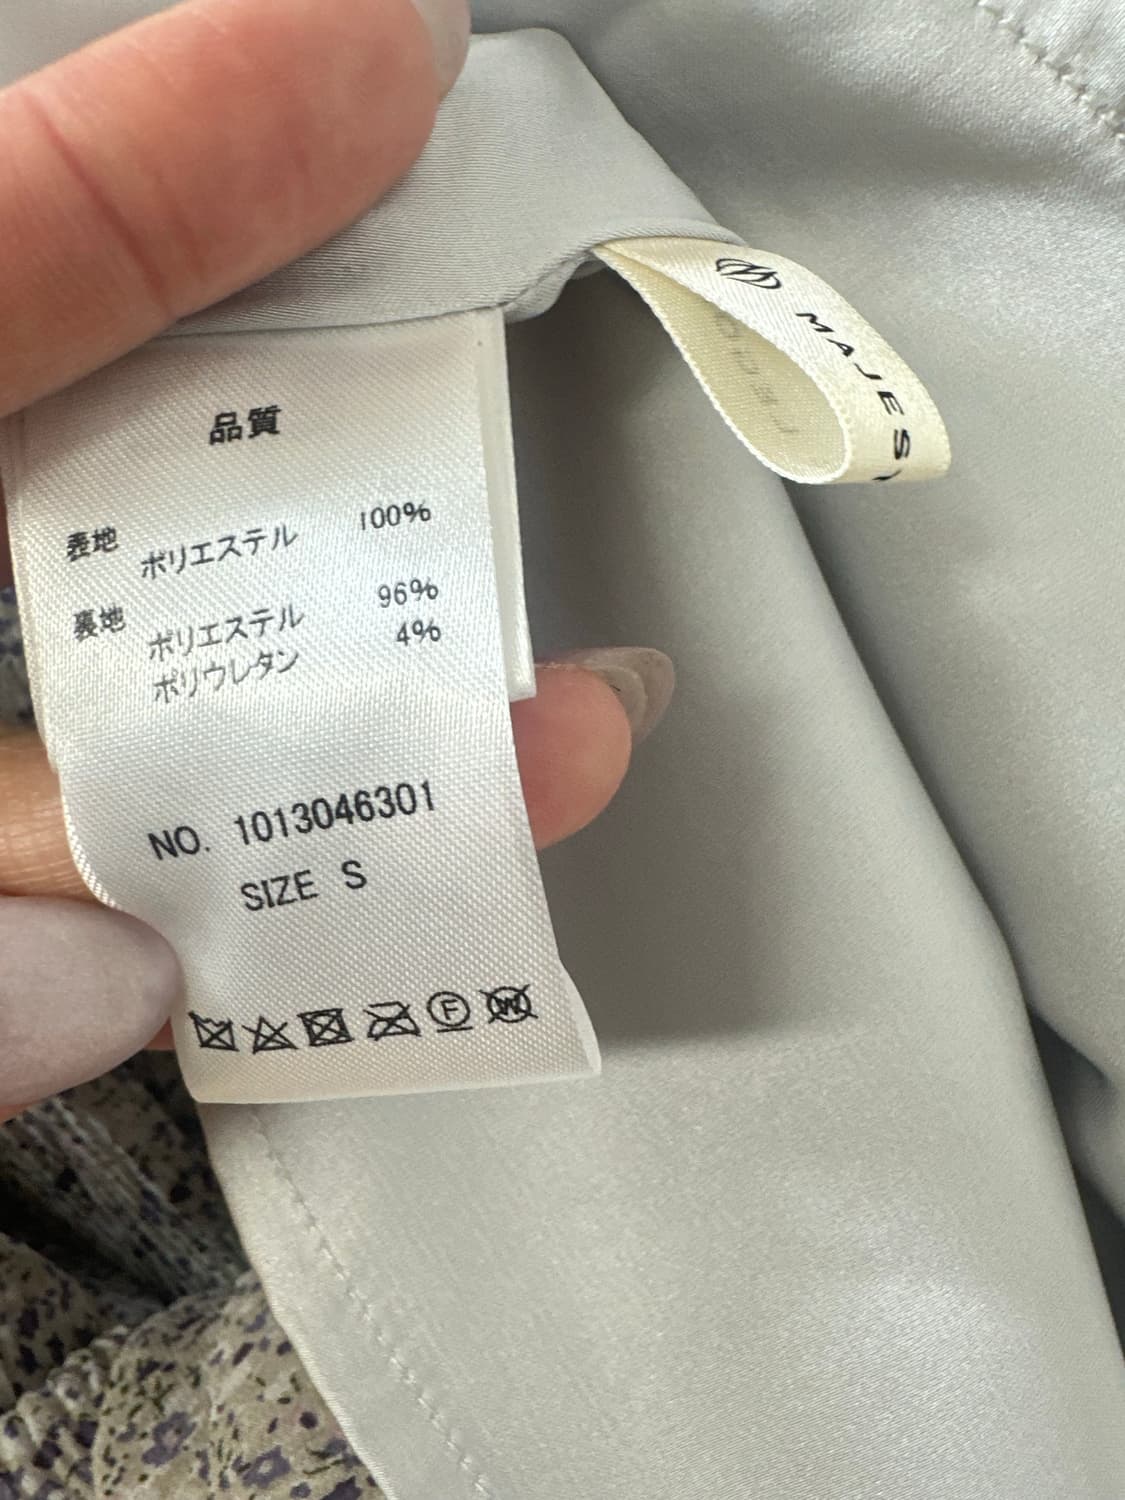 品質
表地
ポリエステル 100%
裏地
ポリエステル 96%
ポリウレタン 4%
NO. 1013046301
SIZE S
F
W
MAJES